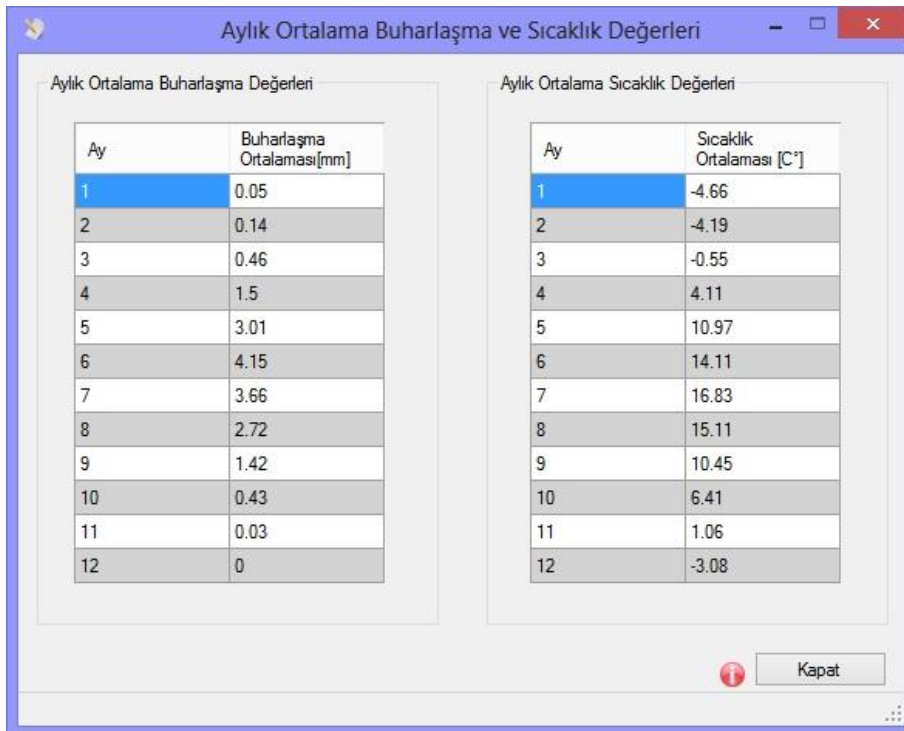 Aylık Ortalama Buharlaşma ve Sıcaklık Değerleri
Aylık Ortalama Buharlaşma Değerleri
Ay
Buharlaşma
Ortalaması[mm]
1 0.05
2 0.14
3 0.46
4 1.5
5 3.01
6 4.15
7 3.66
8 2.72
9 1.42
10 0.43
11 0.03
12 0
Aylık Ortalama Sıcaklık Değerleri
Ay
Sıcaklık
Ortalaması [C°]
1 -4.66
2 -4.19
3 -0.55
4 4.11
5 10.97
6 14.11
7 16.83
8 15.11
9 10.45
10 6.41
11 1.06
12 -3.08
Kapat